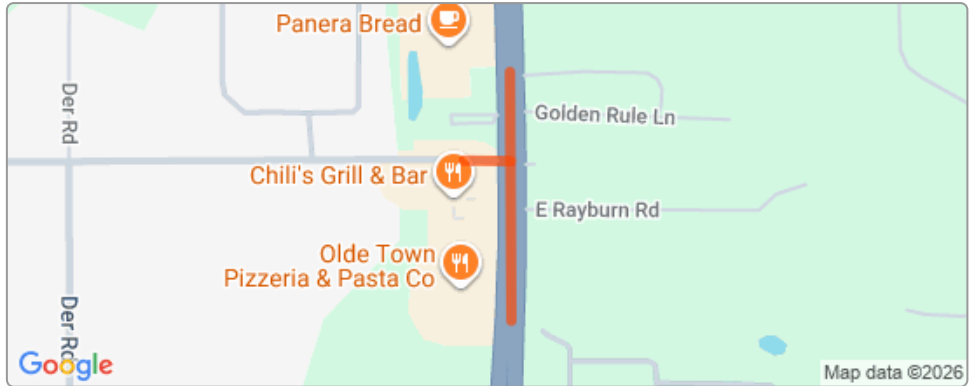 Panera Bread
Der Rd
Golden Rule Ln
Chili's Grill & Bar
E Rayburn Rd
Olde Town
Pizzeria & Pasta Co
Der Rd
Google
Map data ©2026